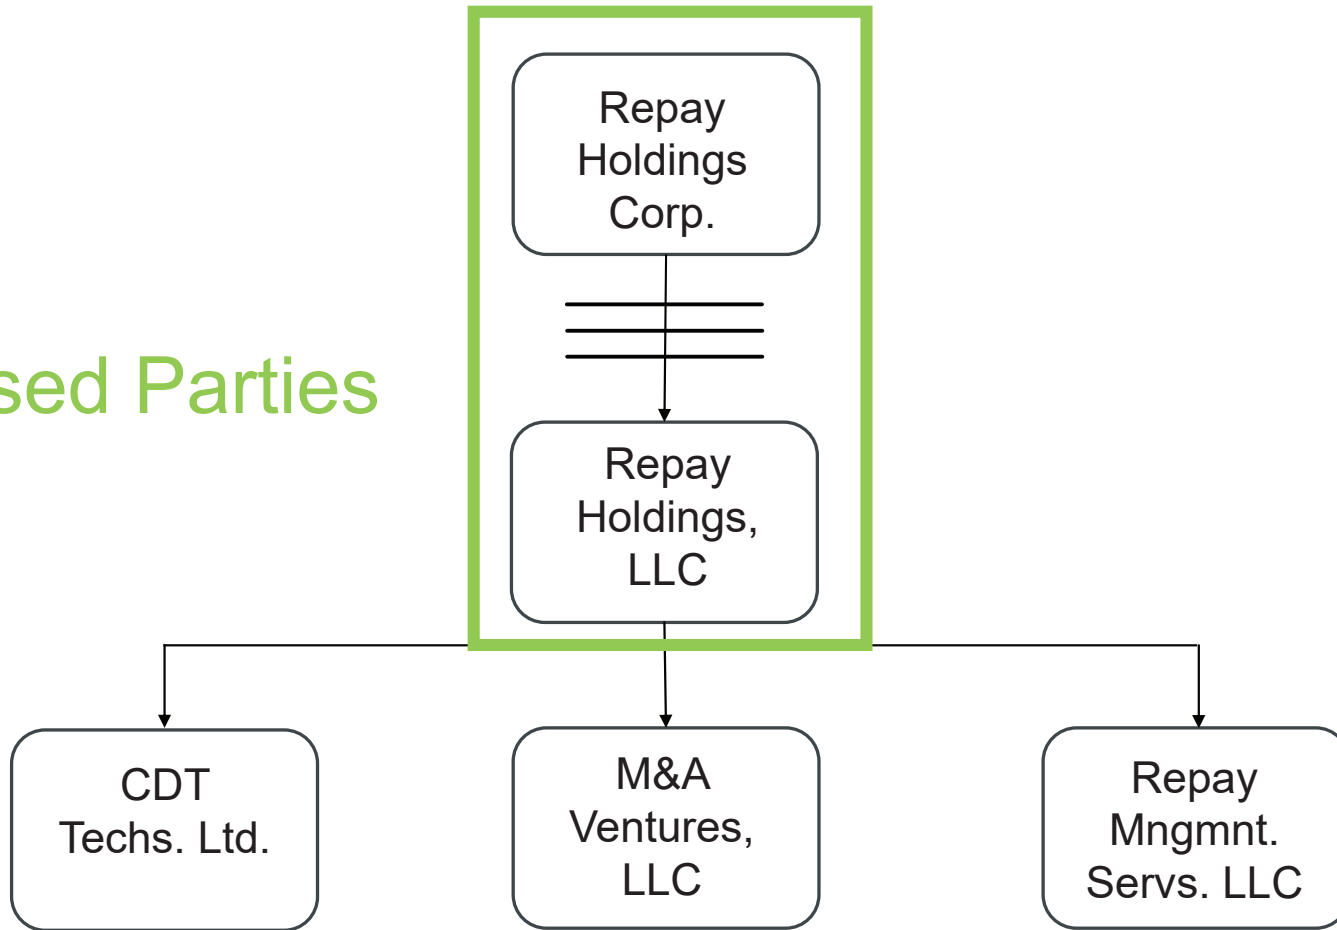 Repay
Holdings
Corp.
sed Parties
Repay
Holdings,
LLC
CDT
Techs. Ltd.
M&A
Ventures,
LLC
Repay
Mngmnt.
Servs. LLC